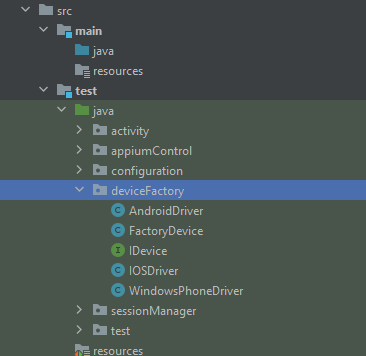 src
main
java
resources
test
java
activity
appiumControl
configuration
deviceFactory
AndroidDriver
FactoryDevice
IDevice
IOSDriver
WindowsPhoneDriver
sessionManager
test
resources